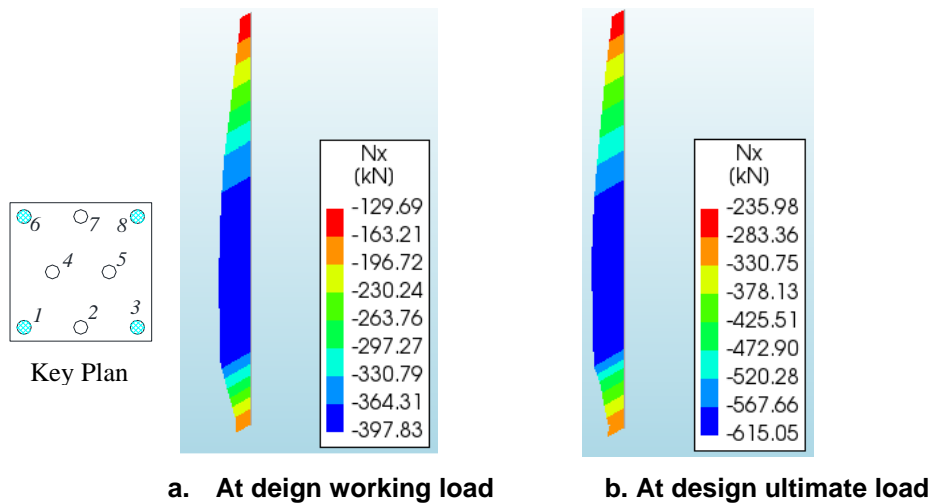 Nx
(kN)
-129.69
-163.21
-196.72
-230.24
-263.76
-297.27
-330.79
-364.31
-397.83
Nx
(kN)
-235.98
-283.36
-330.75
-378.13
-425.51
-472.90
-520.28
-567.66
-615.05
6 7 8
4 5
1 2 3
Key Plan
a. At deign working load
b. At design ultimate load